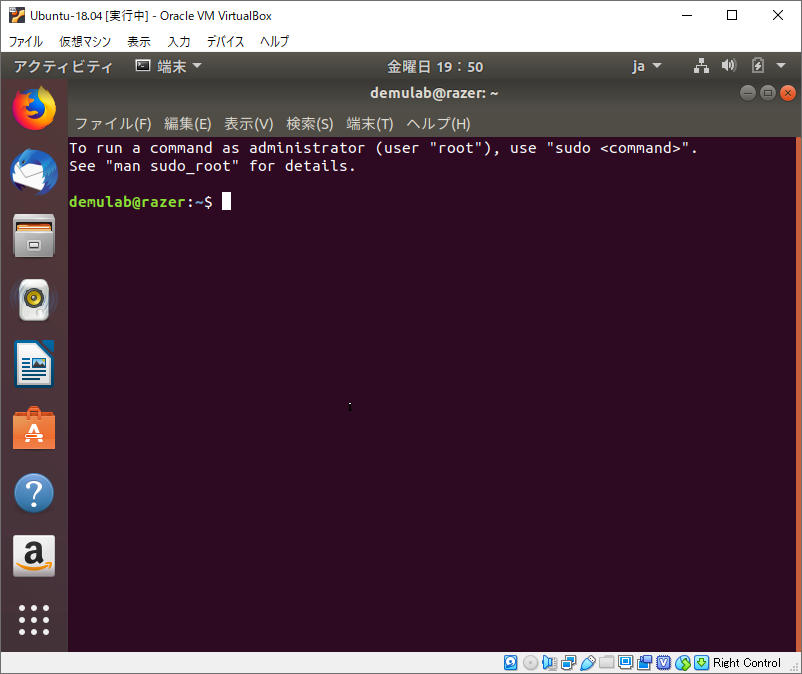 Ubuntu-18.04 [実行中] - Oracle VM VirtualBox
ファイル 仮想マシン 表示 入力 デバイス ヘルプ
アクティビティ 端末 金曜日 19：50 ja
demulab@razer: ~
ファイル(F) 編集(E) 表示(V) 検索(S) 端末(T) ヘルプ(H)
To run a command as administrator (user "root"), use "sudo <command>".
See "man sudo_root" for details.
demulab@razer:~$
Right Control